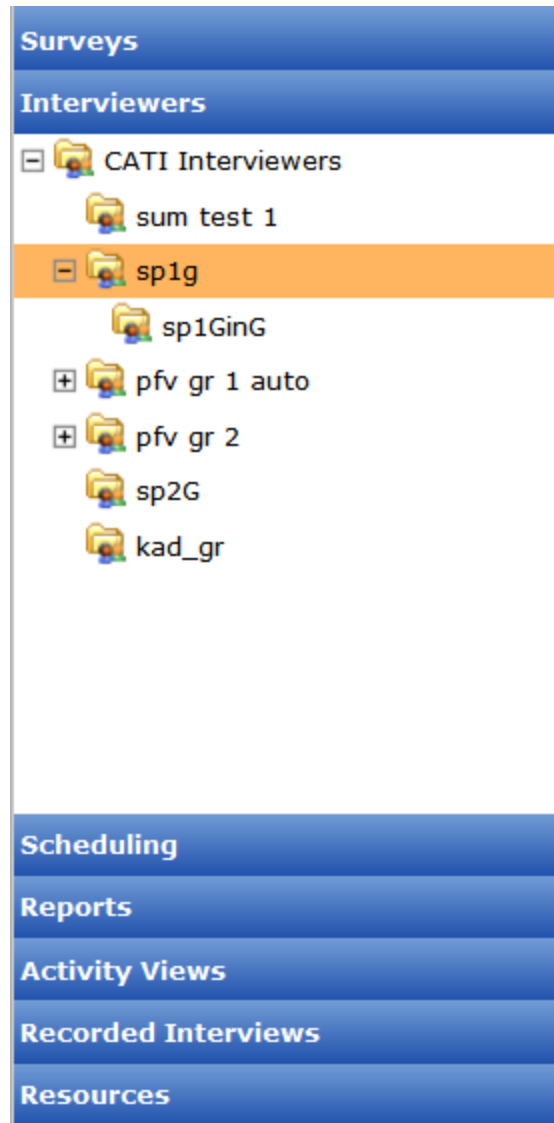 Surveys
Interviewers
CATI Interviewers
sum test 1
sp1g
sp1GinG
pfv gr 1 auto
pfv gr 2
sp2G
kad_gr
Scheduling
Reports
Activity Views
Recorded Interviews
Resources